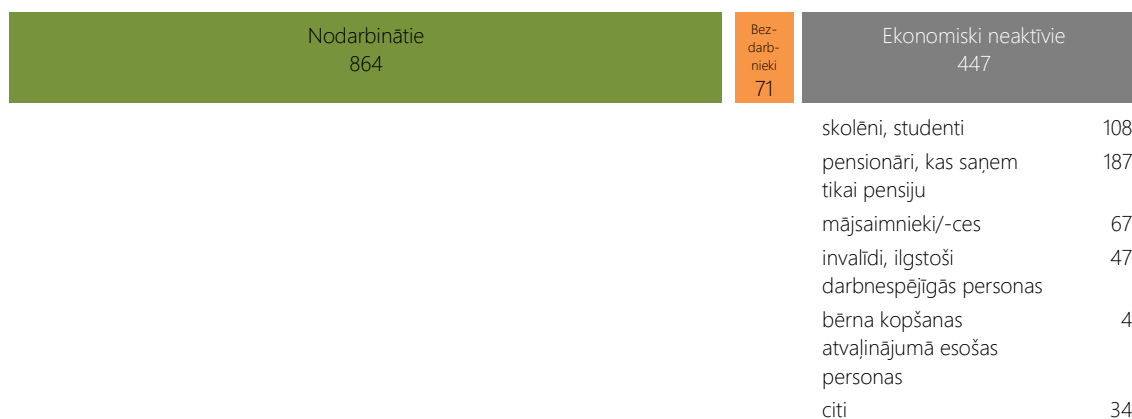 Nodarbinātie
864
Bez-
darb-
nieki
71
Ekonomiski neaktīvie
447
skolēni, studenti 108
pensionāri, kas saņem 187
tikai pensiju
mājsaimnieki/-ces 67
invalīdi, ilgstoši 47
darbnespējīgās personas
bērna kopšanas 4
atvaļinājumā esošas
personas
citi 34